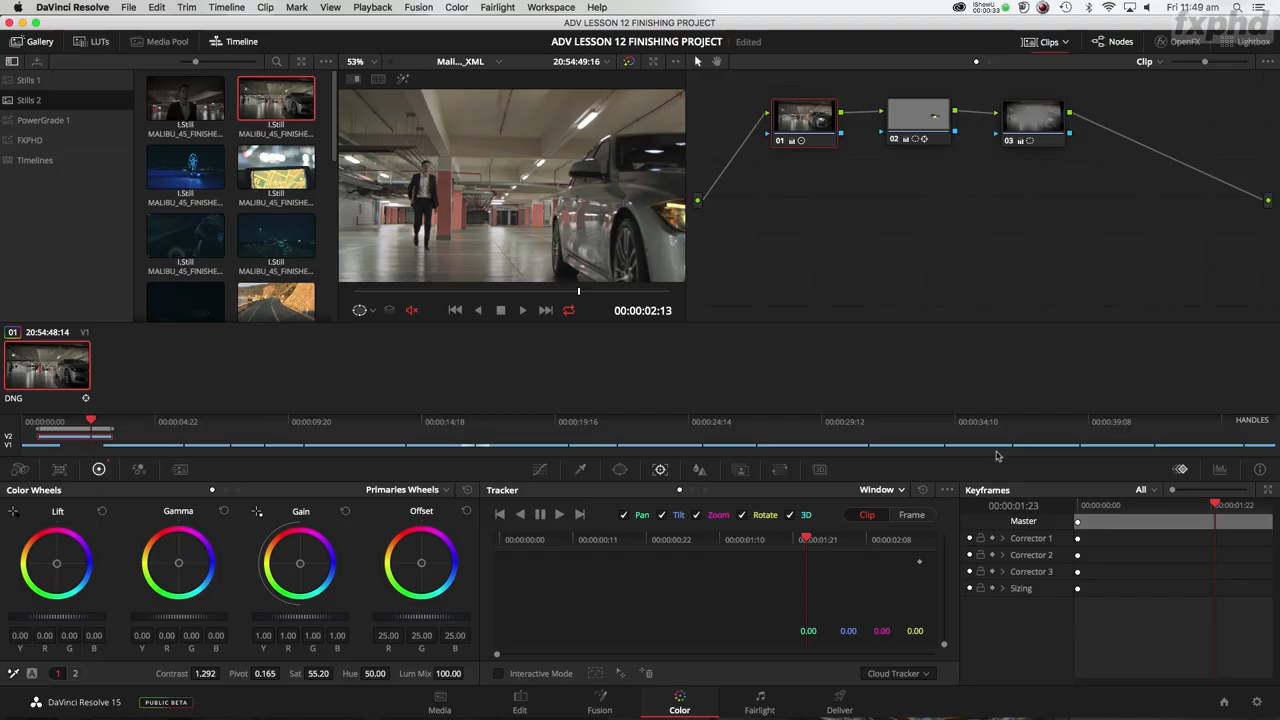 DaVinci Resolve File Edit Trim Timeline Clip Mark View Playback Fusion Color Fairlight Workspace Help
iShowU
00:00:33
Fri 11:49 am
ADV LESSON 12 FINISHING PROJECT
fxphd
Gallery LUTs Media Pool Timeline
ADV LESSON 12 FINISHING PROJECT Edited
Clips Nodes OpenFX Lightbox
53% Mali..._XML 20:54:49:16
Clip
Stills 1
Stills 2
PowerGrade 1
FXPHD
Timelines
I.Still I.Still
MALIBU_45_FINISHE... MALIBU_45_FINISHE...
I.Still I.Still
MALIBU_45_FINISHE... MALIBU_45_FINISHE...
I.Still I.Still
MALIBU_45_FINISHE... MALIBU_45_FINISHE...
01 02 03
00:00:02:13
01 20:54:48:14 V1
DNG
00:00:00:00 00:00:04:22 00:00:09:20 00:00:14:18 00:00:19:16 00:00:24:14 00:00:29:12 00:00:34:10 00:00:39:08 HANDLES
V2
V1
Color Wheels Primaries Wheels
Lift Gamma Gain Offset
0.00 0.00 0.00 0.00 0.00 0.00 0.00 0.00 1.00 1.00 1.00 1.00 25.00 25.00 25.00
Y R G B Y R G B Y R G B R G B
A 1 2 Contrast 1.292 Pivot 0.165 Sat 55.20 Hue 50.00 Lum Mix 100.00
Tracker Window
Pan Tilt Zoom Rotate 3D Clip Frame
00:00:00:00 00:00:00:11 00:00:00:22 00:00:01:10 00:00:01:21 00:00:02:08
0.00 0.00 0.00 0.00
Interactive Mode Cloud Tracker
Keyframes All
00:00:01:23 00:00:00:00 00:00:01:22
Master
Corrector 1
Corrector 2
Corrector 3
Sizing
DaVinci Resolve 15 PUBLIC BETA
Media Edit Fusion Color Fairlight Deliver